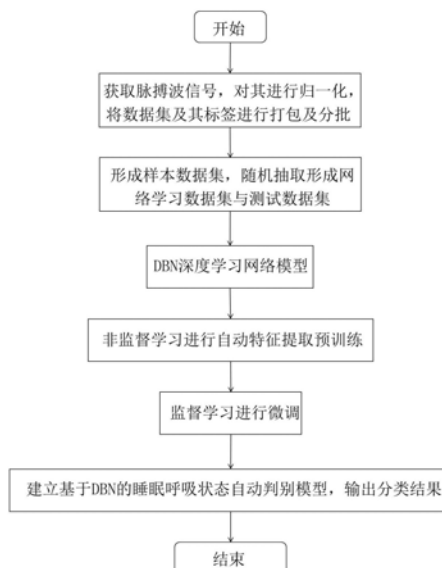 开始
获取脉搏波信号，对其进行归一化，
将数据集及其标签进行打包及分批
形成样本数据集，随机抽取形成网
络学习数据集与测试数据集
DBN深度学习网络模型
非监督学习进行自动特征提取预训练
监督学习进行微调
建立基于DBN的睡眠呼吸状态自动判别模型，输出分类结果
结束